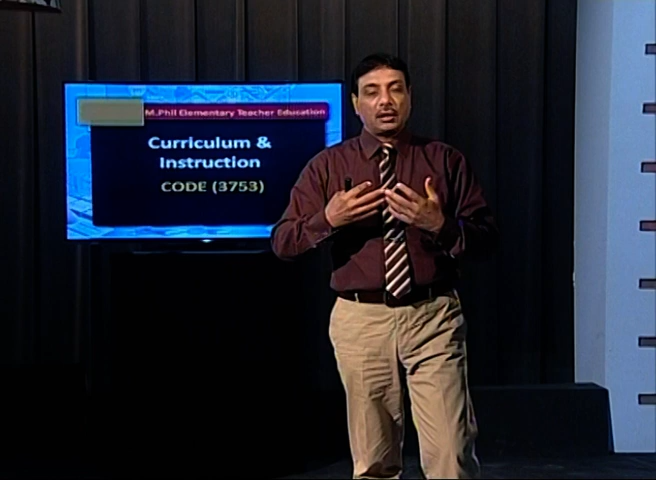 M.Phil Elementary Teacher Education
Curriculum &
Instruction
CODE (3753)